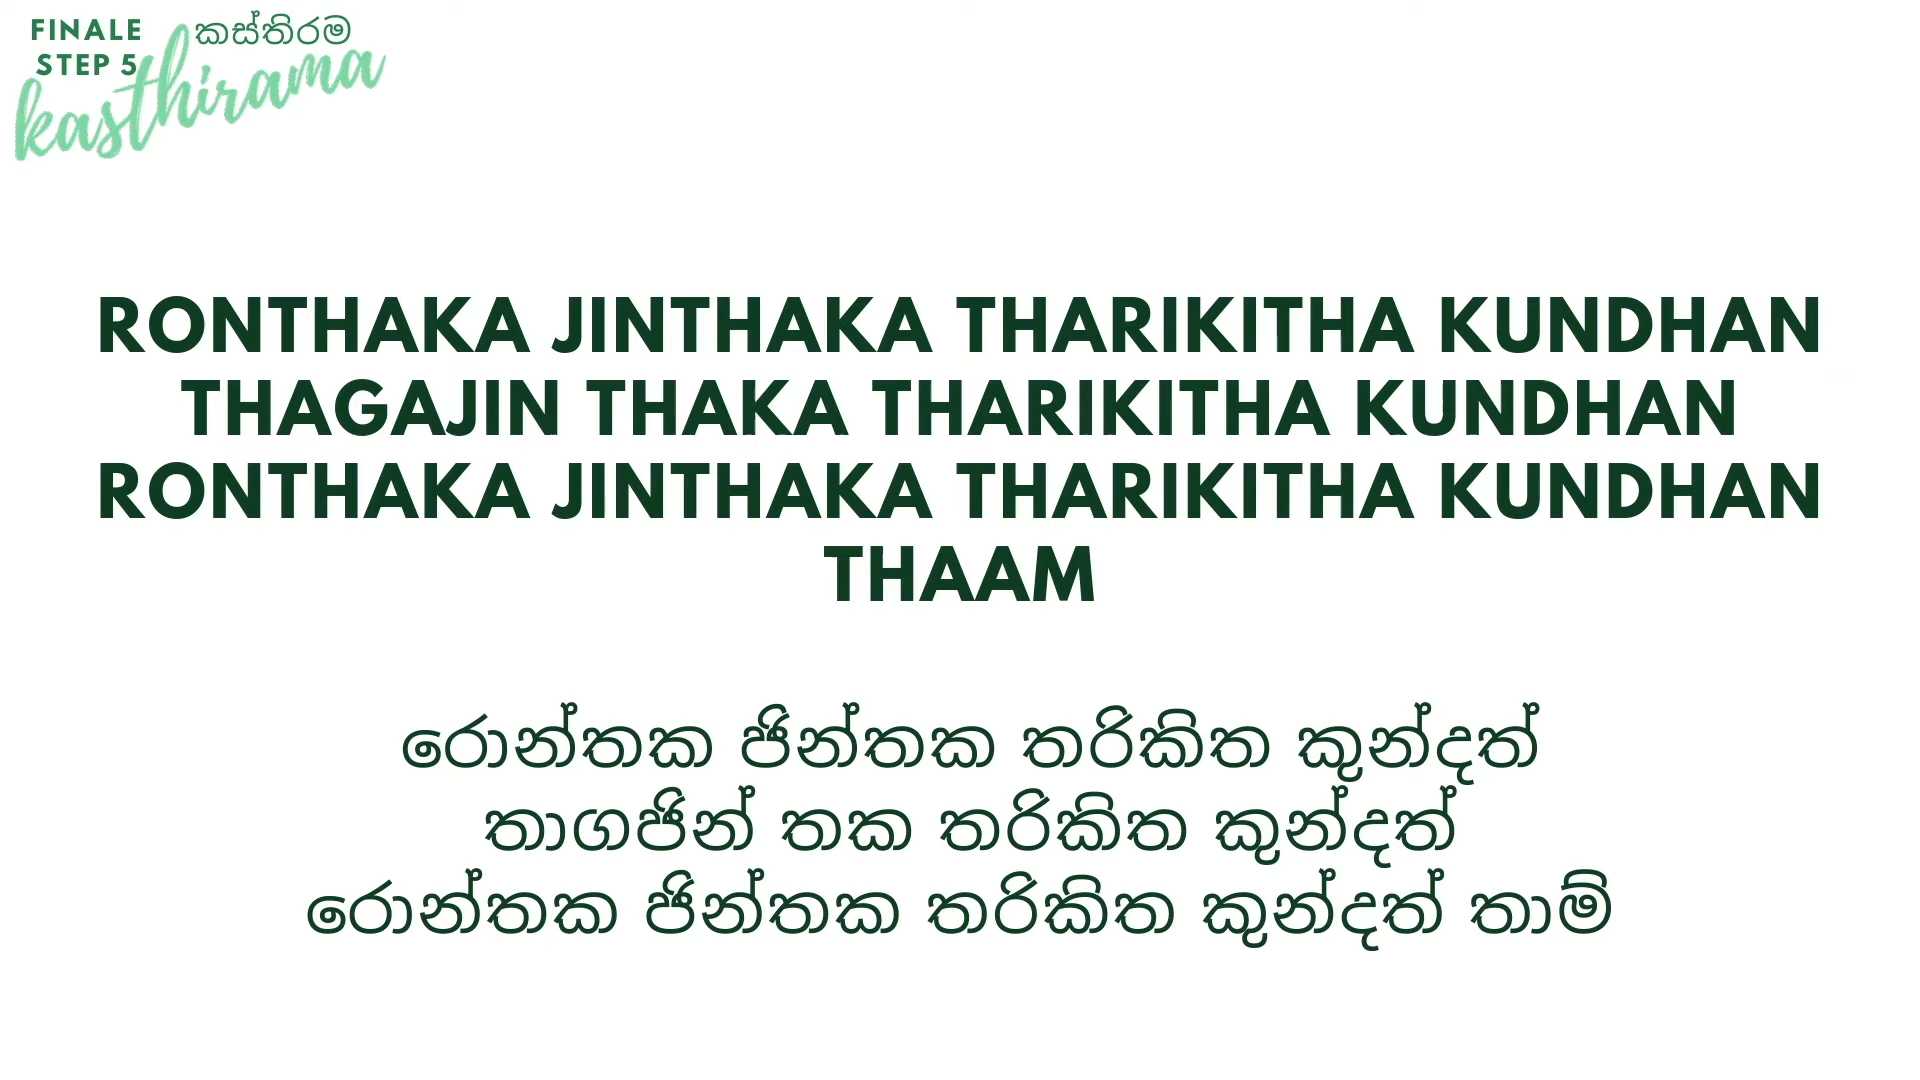 FINALE
STEP 5
කස්තිරම
kasthirama
RONTHAKA JINTHAKA THARIKITHA KUNDHAN
THAGAJIN THAKA THARIKITHA KUNDHAN
RONTHAKA JINTHAKA THARIKITHA KUNDHAN
THAAM
රොන්තක ජින්තක තරිකිත කුන්දත්
තාගජින් තක තරිකිත කුන්දත්
රොන්තක ජින්තක තරිකිත කුන්දත් තාම්